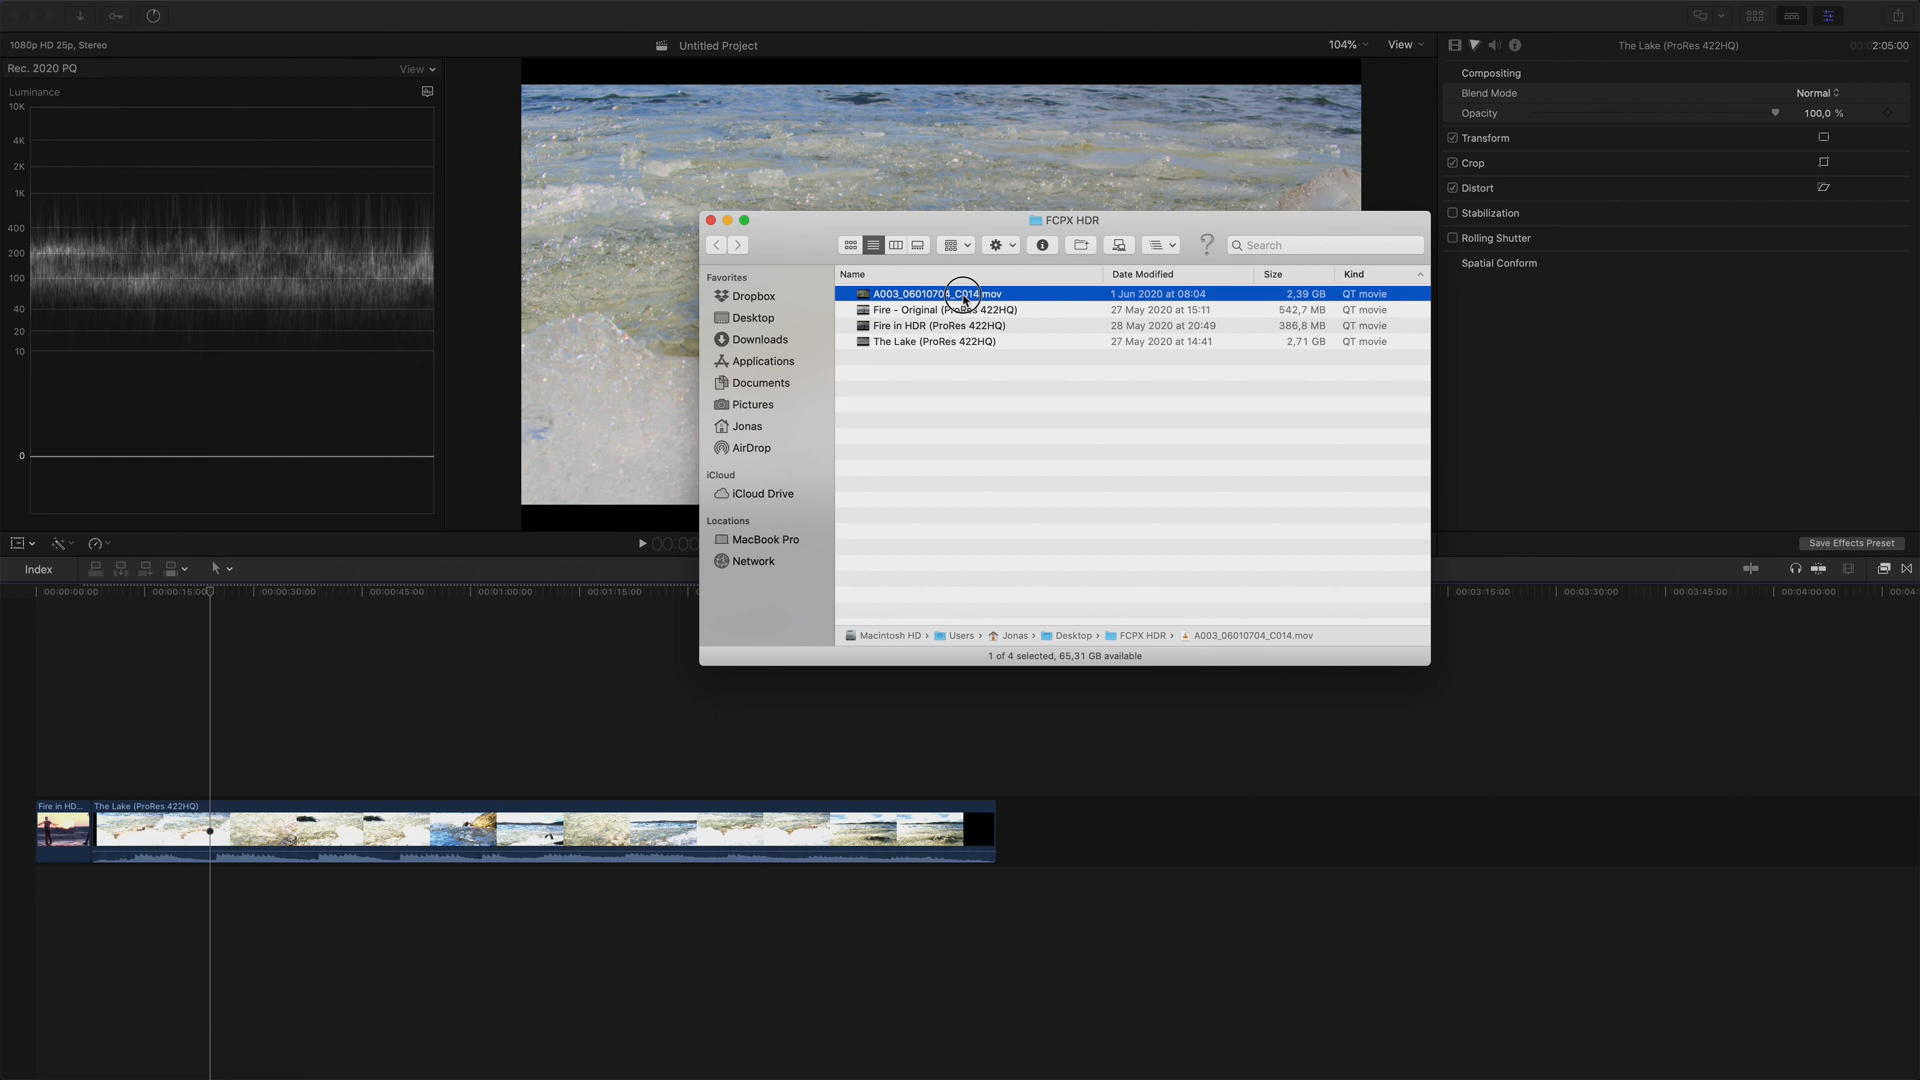 1080p HD 25p, Stereo
Untitled Project
104%
View
The Lake (ProRes 422HQ)
00:02:05:00
Rec. 2020 PQ
View
Luminance
10K
4K
2K
1K
400
200
100
40
20
10
0
Compositing
Blend Mode
Normal
Opacity
100,0 %
Transform
Crop
Distort
Stabilization
Rolling Shutter
Spatial Conform
Save Effects Preset
FCPX HDR
Search
Favorites
Dropbox
Desktop
Downloads
Applications
Documents
Pictures
Jonas
AirDrop
iCloud
iCloud Drive
Locations
MacBook Pro
Network
Name Date Modified Size Kind
A003_06010704_C014.mov 1 Jun 2020 at 08:04 2,39 GB QT movie
Fire - Original (ProRes 422HQ) 27 May 2020 at 15:11 542,7 MB QT movie
Fire in HDR (ProRes 422HQ) 28 May 2020 at 20:49 386,8 MB QT movie
The Lake (ProRes 422HQ) 27 May 2020 at 14:41 2,71 GB QT movie
Macintosh HD › Users › Jonas › Desktop › FCPX HDR › A003_06010704_C014.mov
1 of 4 selected, 65,31 GB available
00:00
Index
00:00:00:00 00:00:15:00 00:00:30:00 00:00:45:00 00:01:00:00 00:01:15:00 00:03:15:00 00:03:30:00 00:03:45:00 00:04:00:00 00:04:
Fire in HD...
The Lake (ProRes 422HQ)